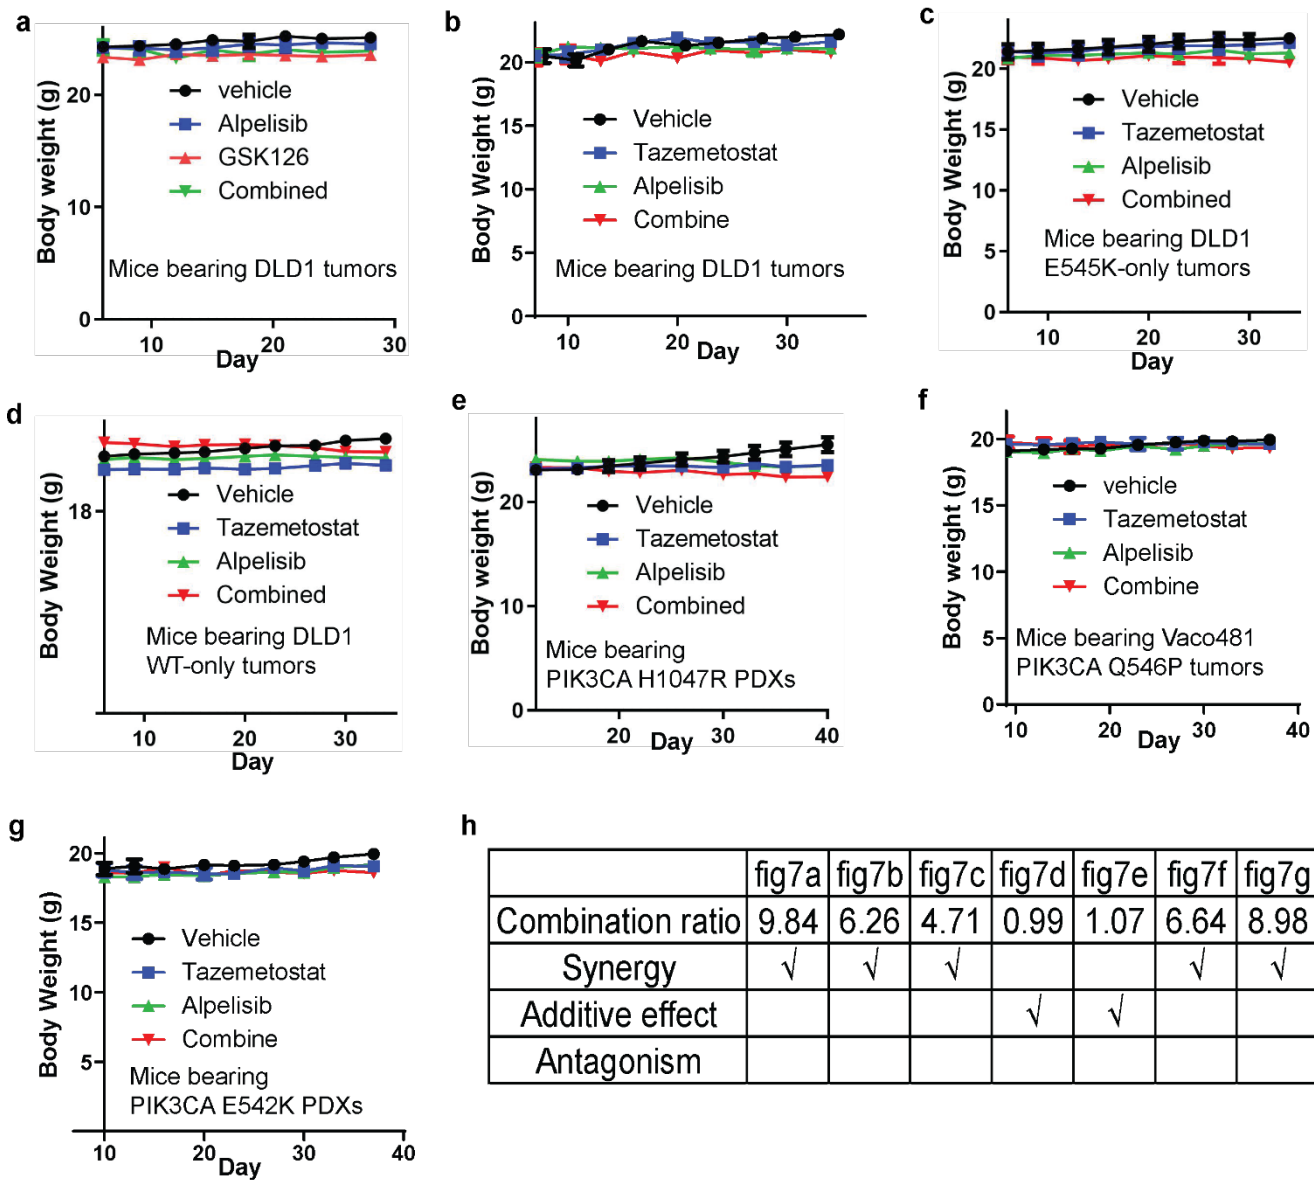 a
Body Weight (g)
20
10
0
vehicle
Alpelisib
GSK126
Combined
Mice bearing DLD1 tumors
10
20
30
Day
b
Body Weight (g)
20
15
10
5
0
Vehicle
Tazemetostat
Alpelisib
Combine
Mice bearing DLD1 tumors
10
20
30
Day
c
Body Weight (g)
20
15
10
5
0
Vehicle
Tazemetostat
Alpelisib
Combined
Mice bearing DLD1
E545K-only tumors
10
20
30
Day
d
Body Weight (g)
18
Vehicle
Tazemetostat
Alpelisib
Combined
Mice bearing DLD1
WT-only tumors
10
20
30
Day
e
Body weight (g)
20
10
0
Vehicle
Tazemetostat
Alpelisib
Combined
Mice bearing
PIK3CA H1047R PDXs
20
30
40
Day
f
Body weight (g)
20
15
10
5
0
vehicle
Tazemetostat
Alpelisib
Combine
Mice bearing Vaco481
PIK3CA Q546P tumors
10
20
30
40
Day
g
Body Weight (g)
20
15
10
5
Vehicle
Tazemetostat
Alpelisib
Combine
Mice bearing
PIK3CA E542K PDXs
10
20
30
40
Day
h
fig7a fig7b fig7c fig7d fig7e fig7f fig7g
Combination ratio 9.84 6.26 4.71 0.99 1.07 6.64 8.98
Synergy √ √ √ √ √
Additive effect √ √
Antagonism